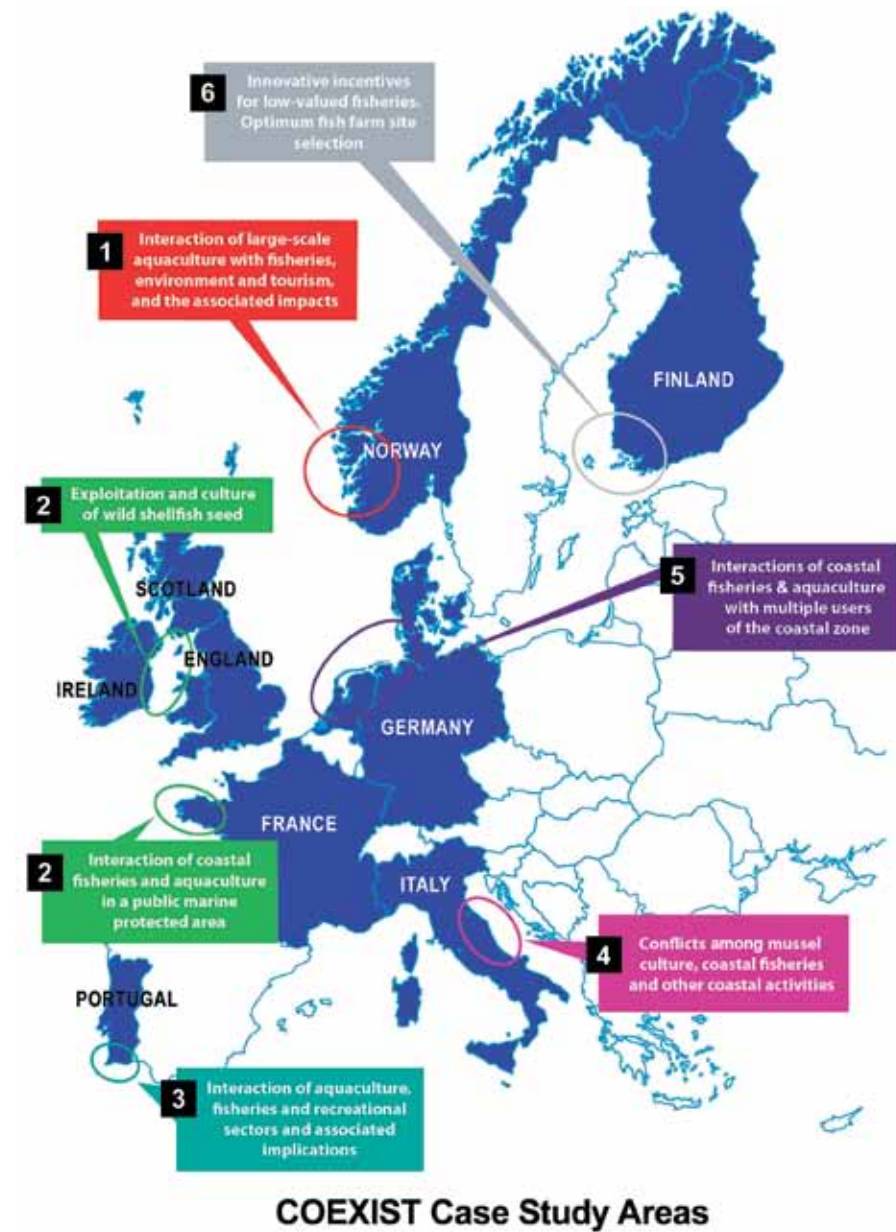 6
Innovative incentives
for low-valued fisheries.
Optimum fish farm site
selection
1
Interaction of large-scale
aquaculture with fisheries,
environment and tourism,
and the associated impacts
FINLAND
NORWAY
2
Exploitation and culture
of wild shellfish seed
SCOTLAND
ENGLAND
IRELAND
5
Interactions of coastal
fisheries & aquaculture
with multiple users
of the coastal zone
GERMANY
FRANCE
2
Interaction of coastal
fisheries and aquaculture
in a public marine
protected area
ITALY
4
Conflicts among mussel
culture, coastal fisheries
and other coastal activities
PORTUGAL
3
Interaction of aquaculture,
fisheries and recreational
sectors and associated
implications
COEXIST Case Study Areas